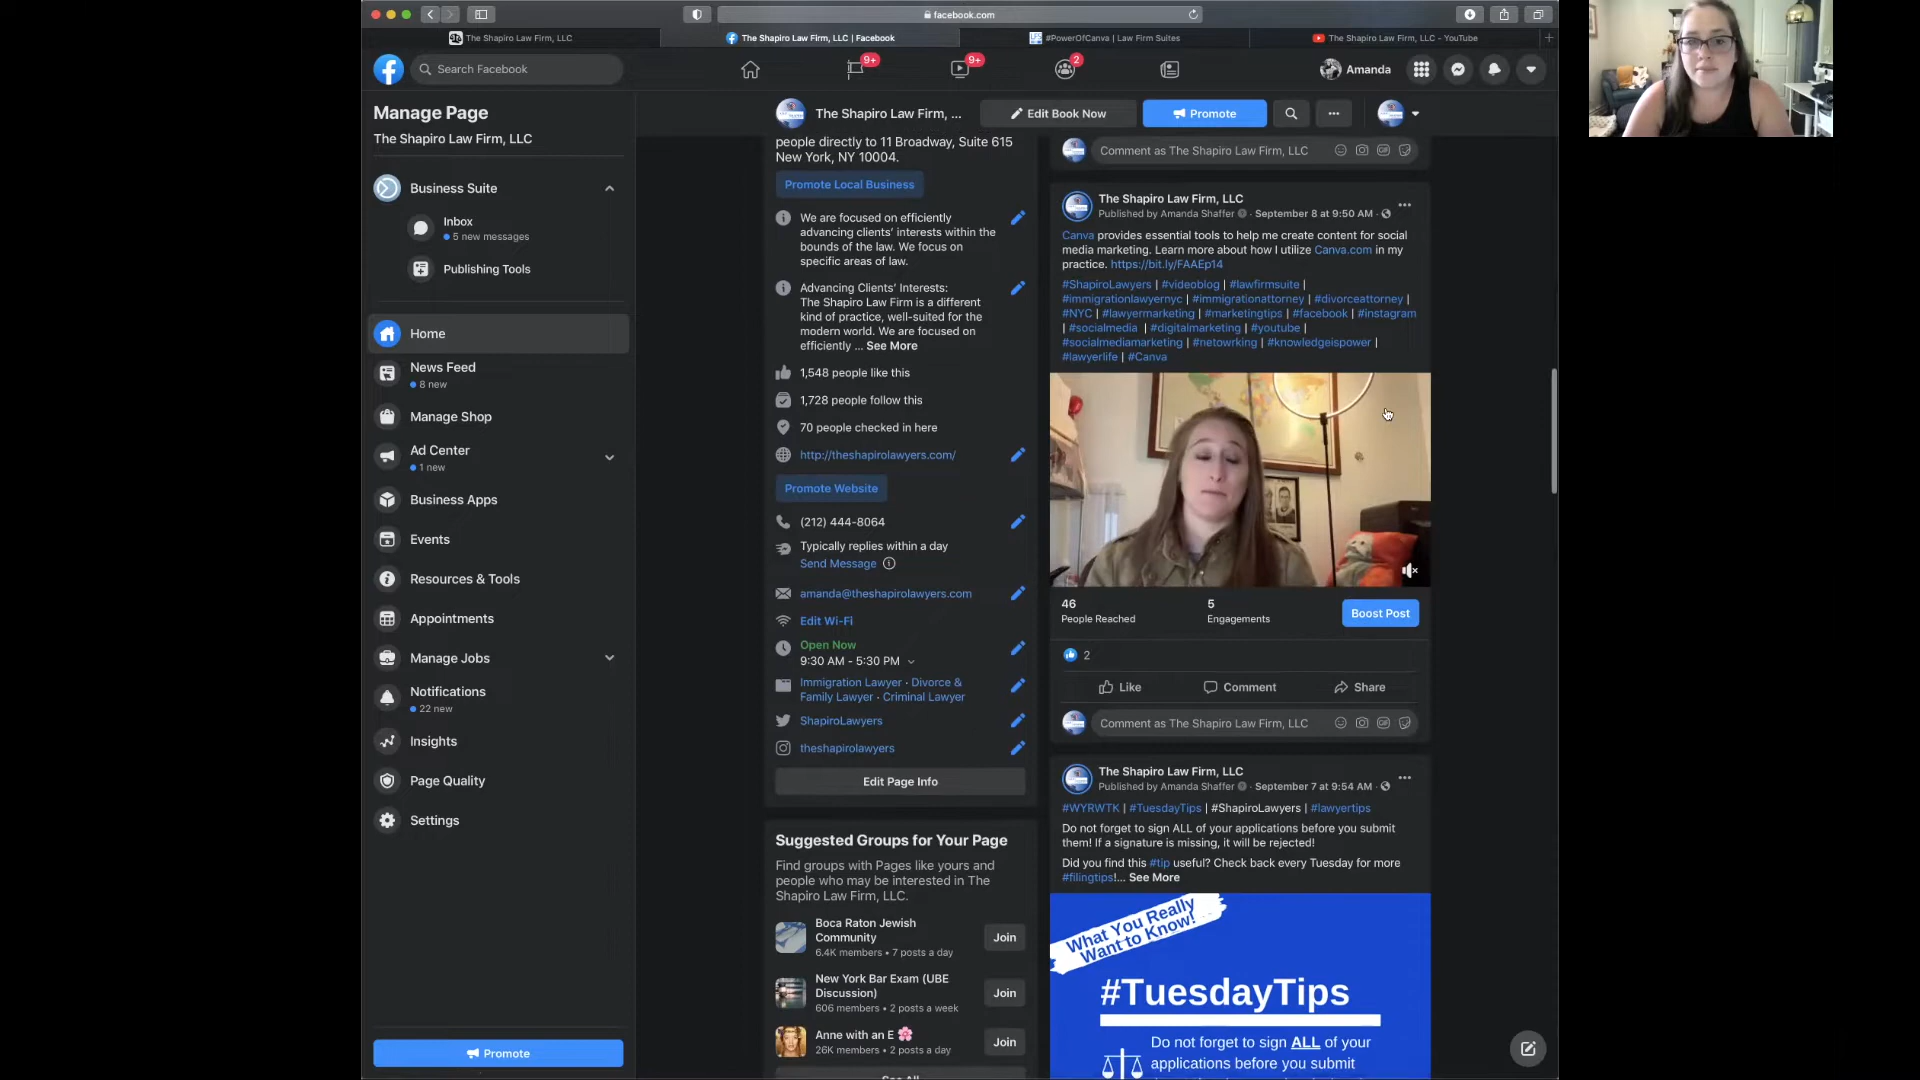 facebook.com
The Shapiro Law Firm, LLC
The Shapiro Law Firm, LLC | Facebook
#PowerOfCanva | Law Firm Suites
The Shapiro Law Firm, LLC - YouTube
Search Facebook
9+
9+
2
Amanda
Manage Page
The Shapiro Law Firm, LLC
Business Suite
Inbox
5 new messages
Publishing Tools
Home
News Feed
8 new
Manage Shop
Ad Center
1 new
Business Apps
Events
Resources & Tools
Appointments
Manage Jobs
Notifications
22 new
Insights
Page Quality
Settings
Promote
The Shapiro Law Firm, ...
Edit Book Now
Promote
people directly to 11 Broadway, Suite 615
New York, NY 10004.
Promote Local Business
We are focused on efficiently
advancing clients' interests within the
bounds of the law. We focus on
specific areas of law.
Advancing Clients' Interests:
The Shapiro Law Firm is a different
kind of practice, well-suited for the
modern world. We are focused on
efficiently ... See More
1,548 people like this
1,728 people follow this
70 people checked in here
http://theshapirolawyers.com/
Promote Website
(212) 444-8064
Typically replies within a day
Send Message
amanda@theshapirolawyers.com
Edit Wi-Fi
Open Now
9:30 AM - 5:30 PM
Immigration Lawyer · Divorce &
Family Lawyer · Criminal Lawyer
ShapiroLawyers
theshapirolawyers
Edit Page Info
Suggested Groups for Your Page
Find groups with Pages like yours and
people who may be interested in The
Shapiro Law Firm, LLC.
Boca Raton Jewish
Community
6.4K members • 7 posts a day
Join
New York Bar Exam (UBE
Discussion)
606 members • 2 posts a week
Join
Anne with an E 🌸
26K members • 2 posts a day
Join
See All
Comment as The Shapiro Law Firm, LLC
The Shapiro Law Firm, LLC
Published by Amanda Shaffer · September 8 at 9:50 AM ·
Canva provides essential tools to help me create content for social
media marketing. Learn more about how I utilize Canva.com in my
practice. https://bit.ly/FAAEp14
#ShapiroLawyers | #videoblog | #lawfirmsuite |
#immigrationlawyernyc | #immigrationattorney | #divorceattorney |
#NYC | #lawyermarketing | #marketingtips | #facebook | #instagram
| #socialmedia | #digitalmarketing | #youtube |
#socialmediamarketing | #netowrking | #knowledgeispower |
#lawyerlife | #Canva
46
People Reached
5
Engagements
Boost Post
2
Like
Comment
Share
Comment as The Shapiro Law Firm, LLC
The Shapiro Law Firm, LLC
Published by Amanda Shaffer · September 7 at 9:54 AM ·
#WYRWTK | #TuesdayTips | #ShapiroLawyers | #lawyertips
Do not forget to sign ALL of your applications before you submit
them! If a signature is missing, it will be rejected!
Did you find this #tip useful? Check back every Tuesday for more
#filingtips!... See More
What You Really
Want to Know!
#TuesdayTips
Do not forget to sign ALL of your
applications before you submit